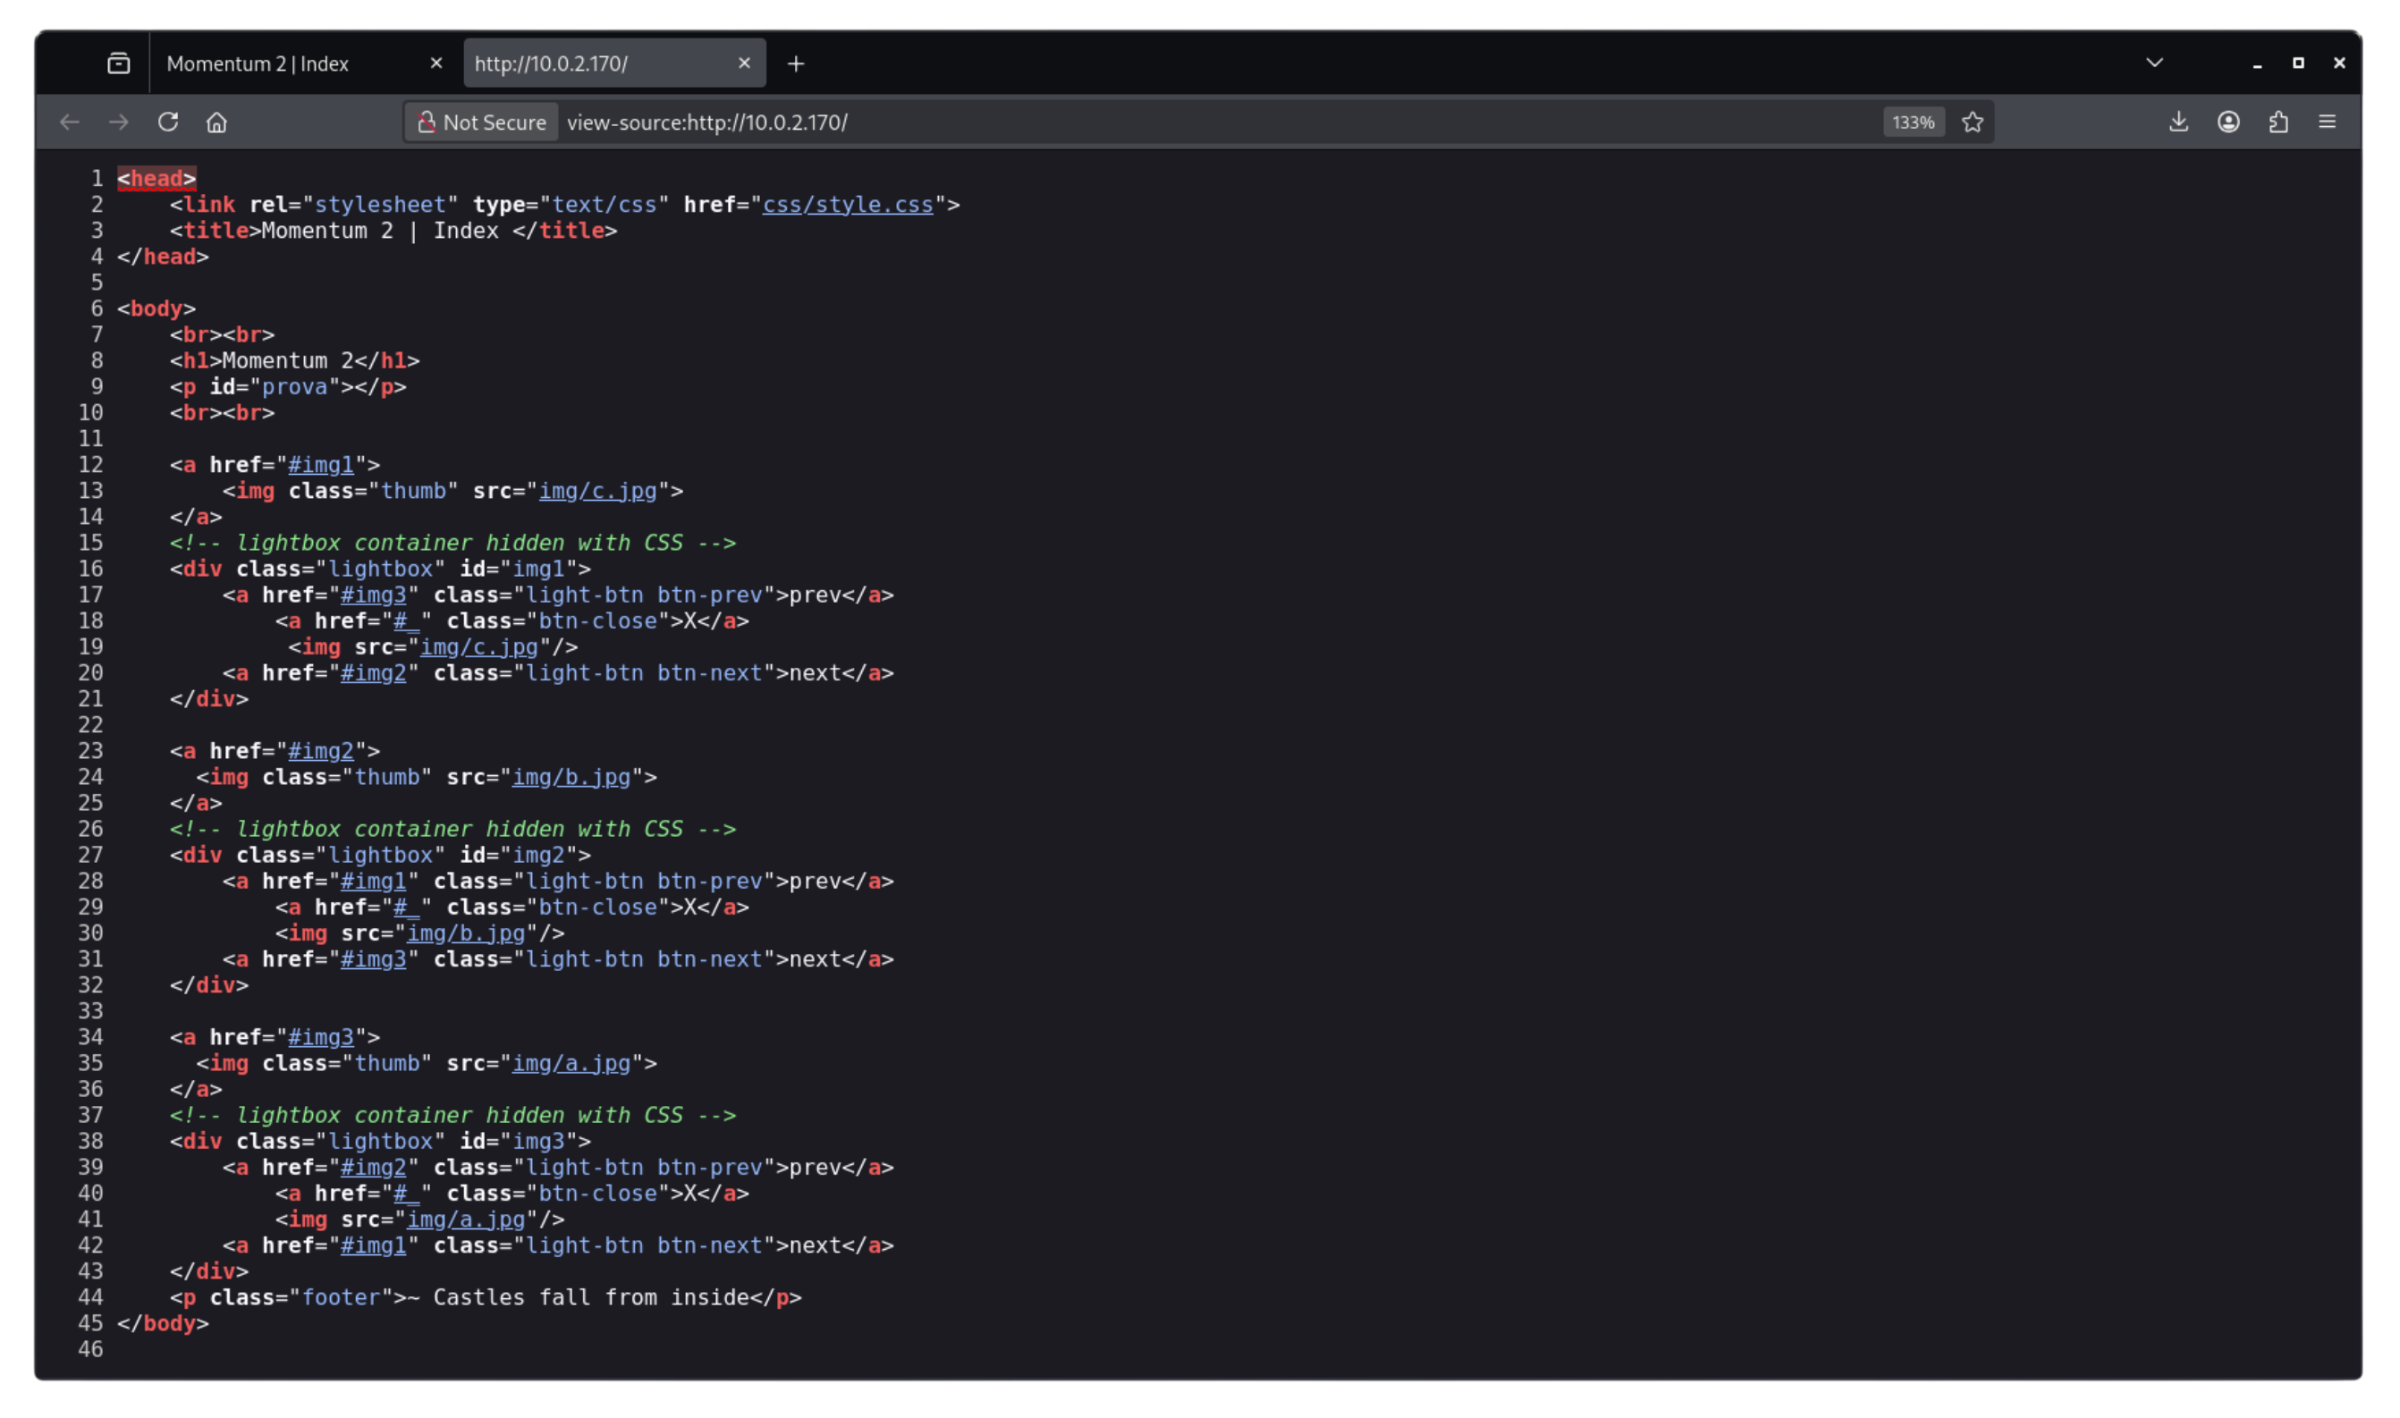 Momentum 2 | Index
http://10.0.2.170/
Not Secure view-source:http://10.0.2.170/ 133%
1 <head>
2     <link rel="stylesheet" type="text/css" href="css/style.css">
3     <title>Momentum 2 | Index </title>
4 </head>
5
6 <body>
7     <br><br>
8     <h1>Momentum 2</h1>
9     <p id="prova"></p>
10     <br><br>
11
12     <a href="#img1">
13         <img class="thumb" src="img/c.jpg">
14     </a>
15     <!-- lightbox container hidden with CSS -->
16     <div class="lightbox" id="img1">
17         <a href="#img3" class="light-btn btn-prev">prev</a>
18             <a href="#_" class="btn-close">X</a>
19              <img src="img/c.jpg"/>
20         <a href="#img2" class="light-btn btn-next">next</a>
21     </div>
22
23     <a href="#img2">
24       <img class="thumb" src="img/b.jpg">
25     </a>
26     <!-- lightbox container hidden with CSS -->
27     <div class="lightbox" id="img2">
28         <a href="#img1" class="light-btn btn-prev">prev</a>
29             <a href="#_" class="btn-close">X</a>
30             <img src="img/b.jpg"/>
31         <a href="#img3" class="light-btn btn-next">next</a>
32     </div>
33
34     <a href="#img3">
35       <img class="thumb" src="img/a.jpg">
36     </a>
37     <!-- lightbox container hidden with CSS -->
38     <div class="lightbox" id="img3">
39         <a href="#img2" class="light-btn btn-prev">prev</a>
40             <a href="#_" class="btn-close">X</a>
41             <img src="img/a.jpg"/>
42         <a href="#img1" class="light-btn btn-next">next</a>
43     </div>
44     <p class="footer">~ Castles fall from inside</p>
45 </body>
46